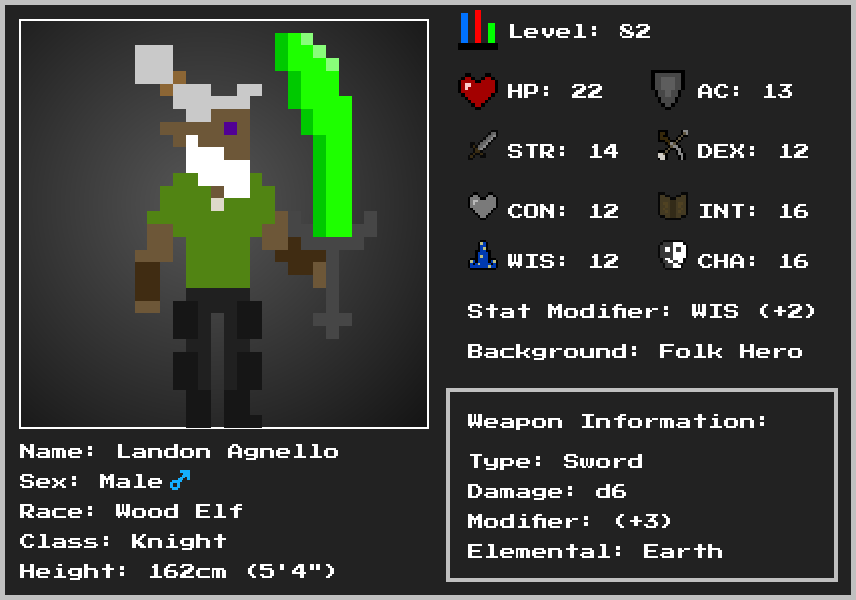 Level: 82
HP: 22
AC: 13
STR: 14
DEX: 12
CON: 12
INT: 16
WIS: 12
CHA: 16
Stat Modifier: WIS (+2)
Background: Folk Hero
Name: Landon Agnello
Sex: Male♂
Race: Wood Elf
Class: Knight
Height: 162cm (5'4")
Weapon Information:
Type: Sword
Damage: d6
Modifier: (+3)
Elemental: Earth